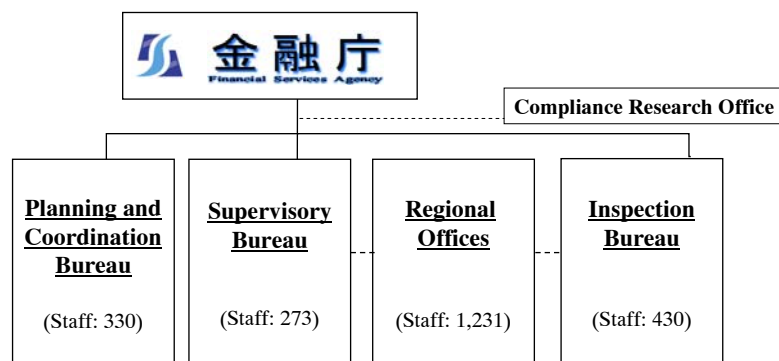 金融庁
Financial Services Agency
Compliance Research Office
Planning and
Coordination
Bureau
(Staff: 330)
Supervisory
Bureau
(Staff: 273)
Regional
Offices
(Staff: 1,231)
Inspection
Bureau
(Staff: 430)